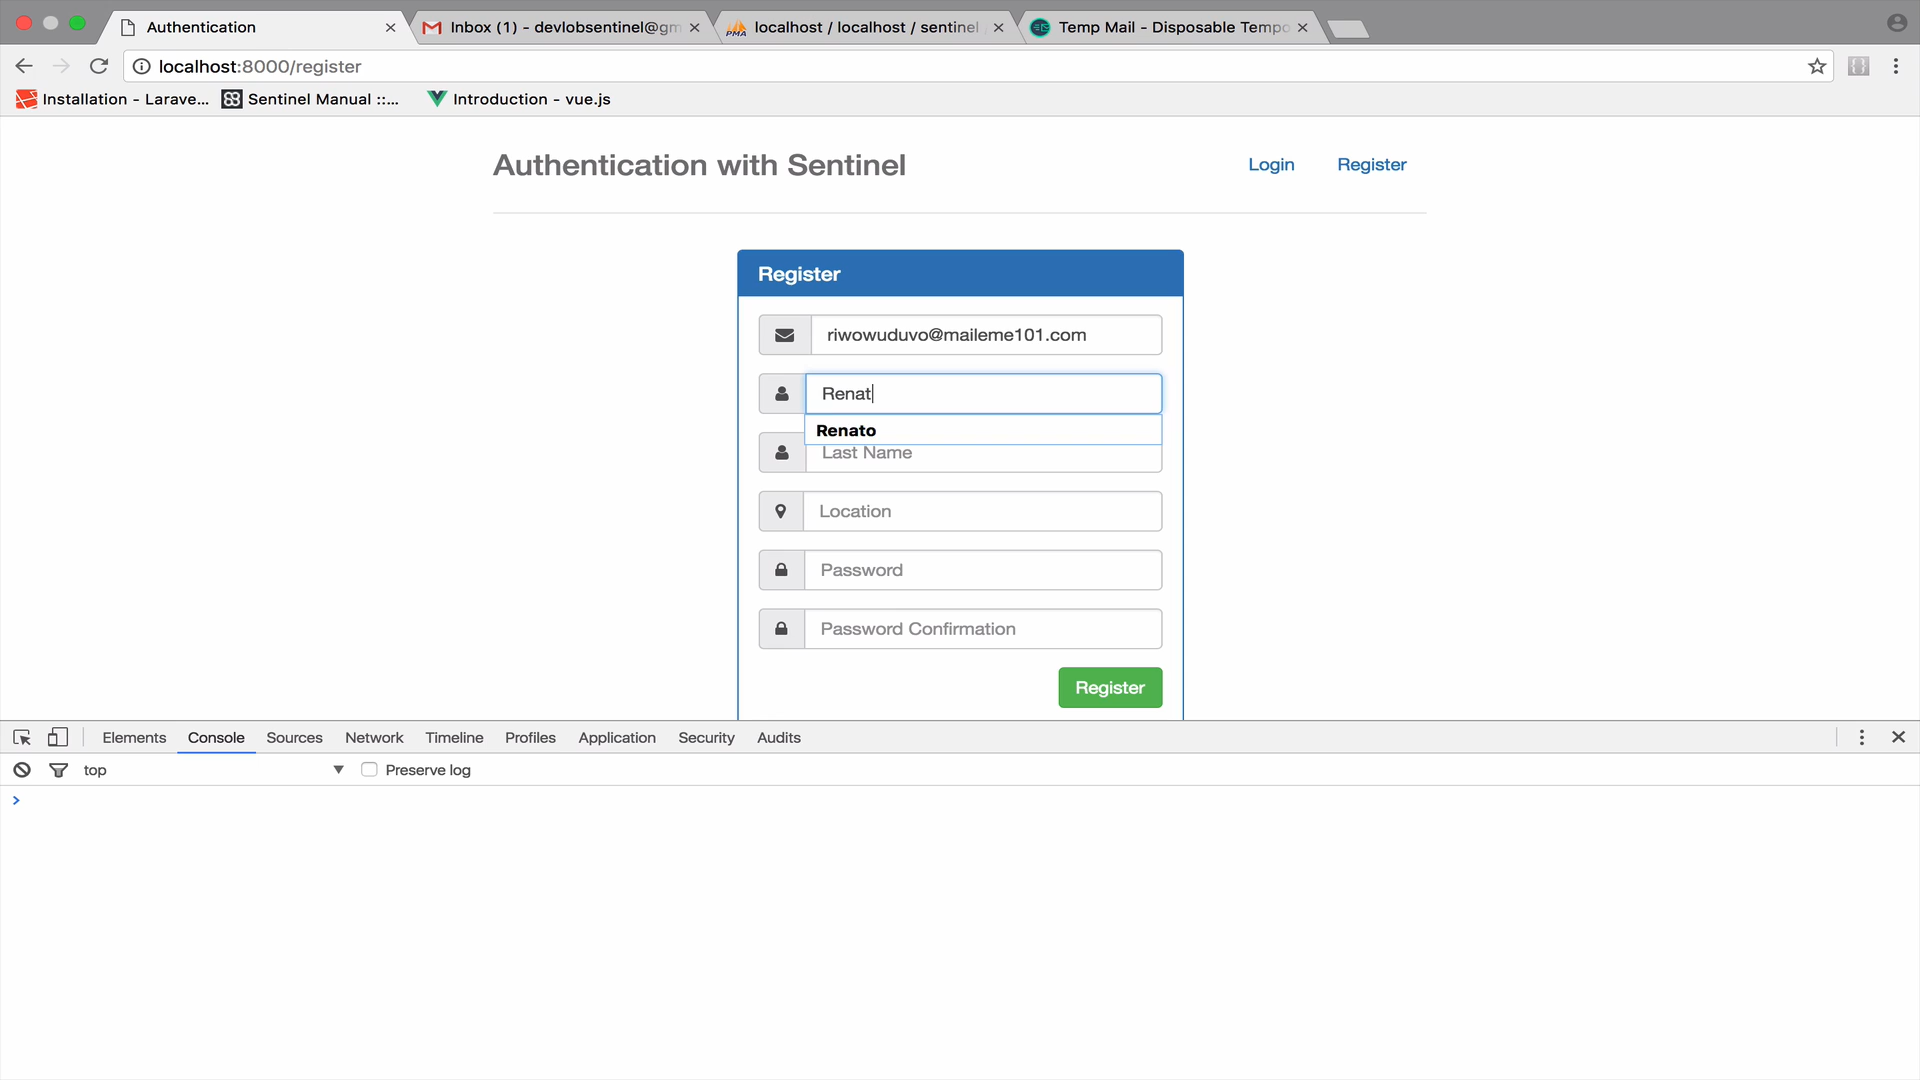 Authentication
Inbox (1) - devlobsentinel@gm
localhost / localhost / sentinel
Temp Mail - Disposable Tempo
localhost:8000/register
Installation - Larave...
Sentinel Manual ::...
Introduction - vue.js
Authentication with Sentinel
Login
Register
Register
riwowuduvo@maileme101.com
Renat
Renato
Last Name
Location
Password
Password Confirmation
Register
Elements
Console
Sources
Network
Timeline
Profiles
Application
Security
Audits
top
Preserve log